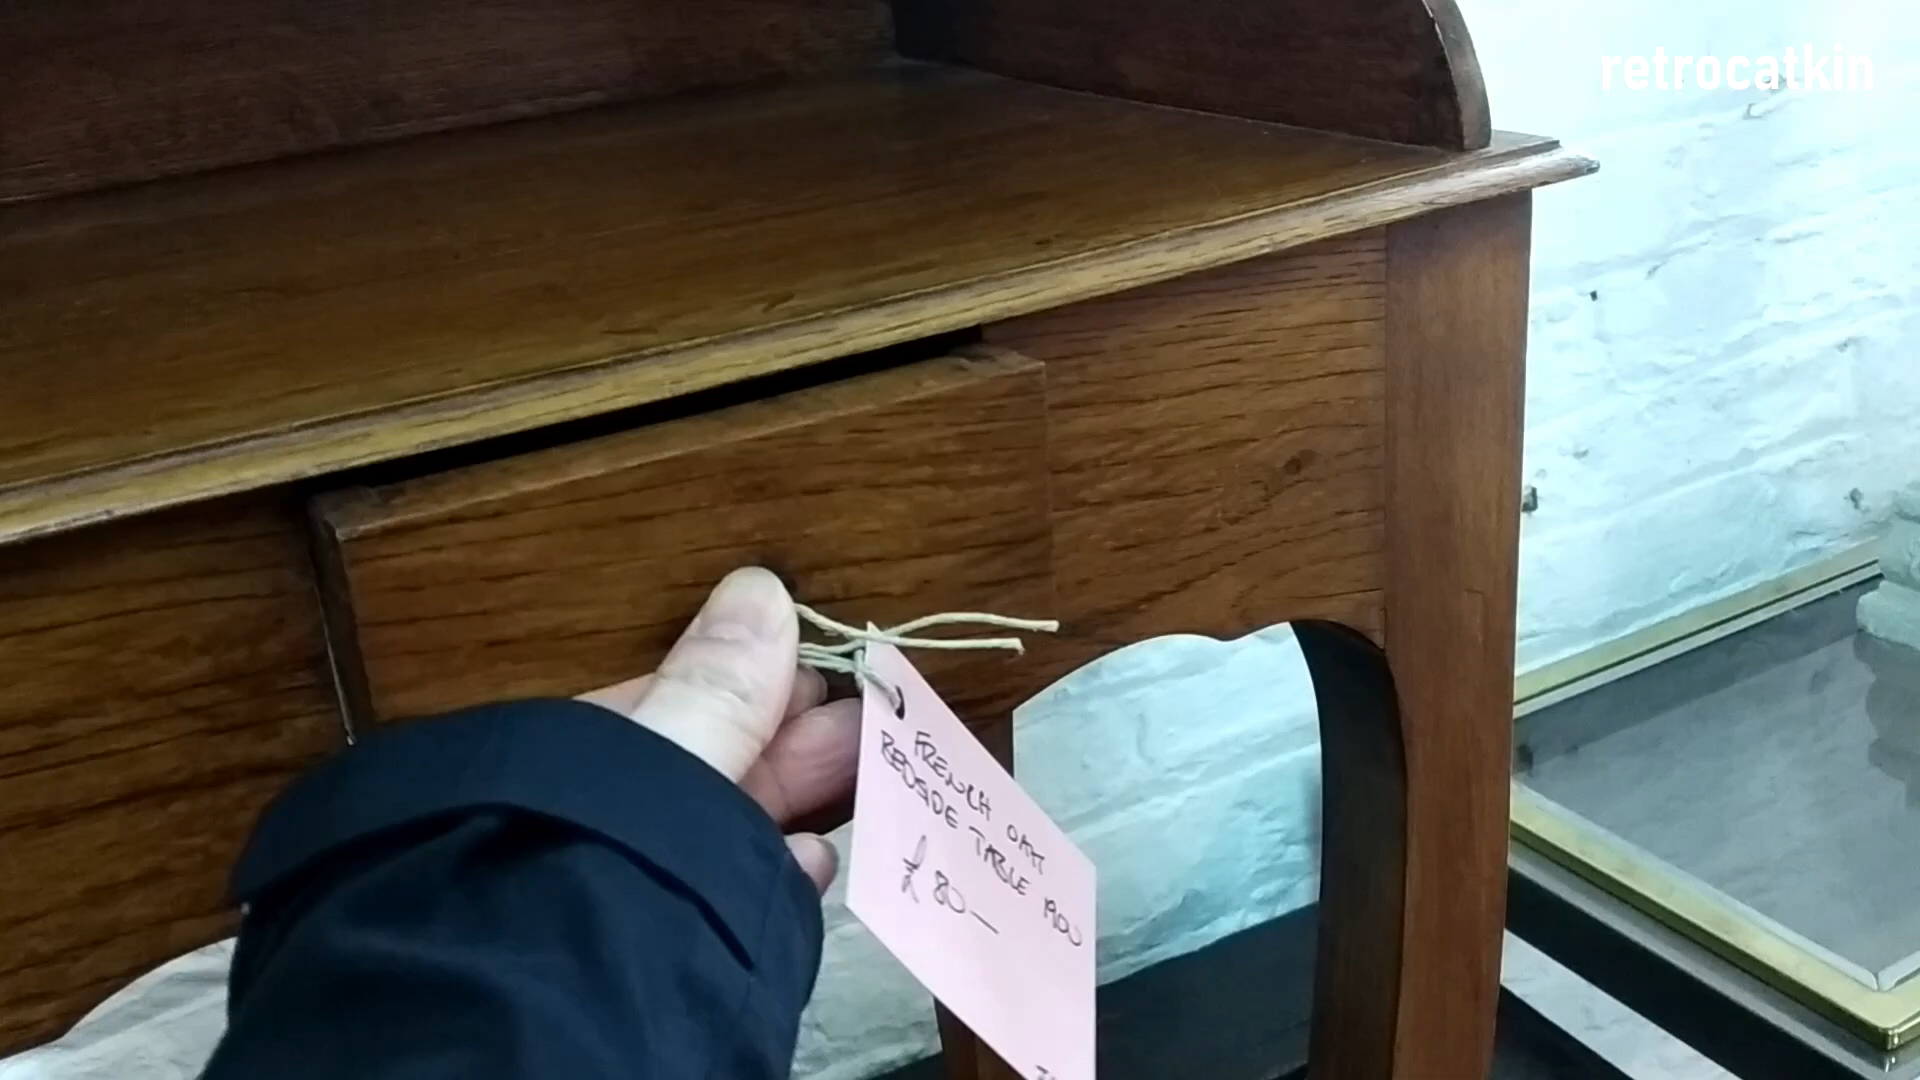 retrocatkin
FRENCH OAK
BEDSIDE TABLE 1900
£80—